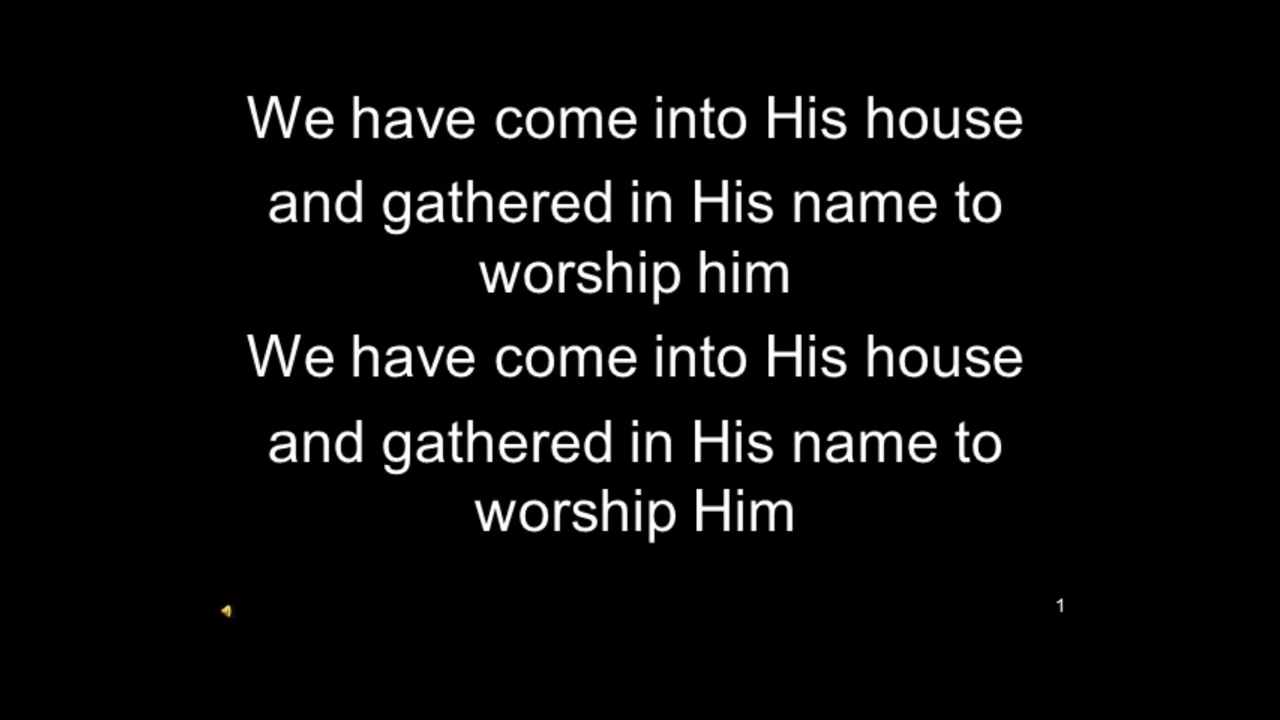 We have come into His house
and gathered in His name to
worship him
We have come into His house
and gathered in His name to
worship Him
1